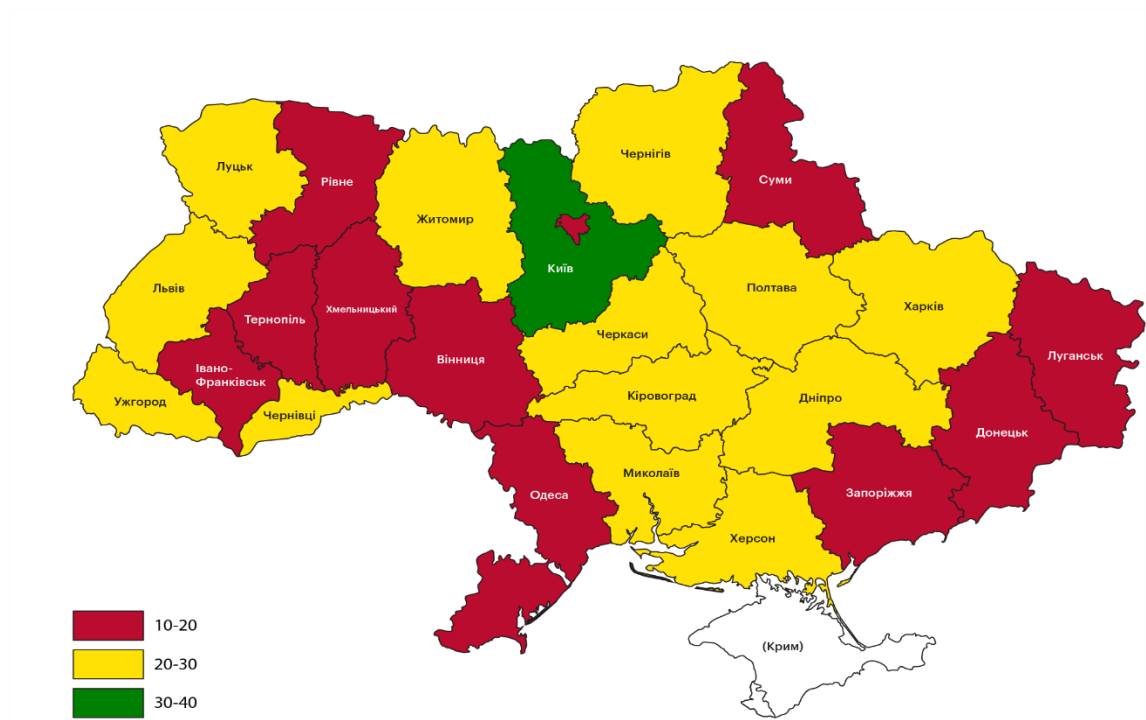 Чернігів
Луцьк
Рівне
Суми
Житомир
Київ
Львів
Полтава
Харків
Тернопіль
Хмельницький
Черкаси
Луганськ
Вінниця
Івано-
Франківськ
Ужгород
Чернівці
Кіровоград
Дніпро
Донецьк
Миколаїв
Одеса
Запоріжжя
Херсон
(Крим)
10-20
20-30
30-40